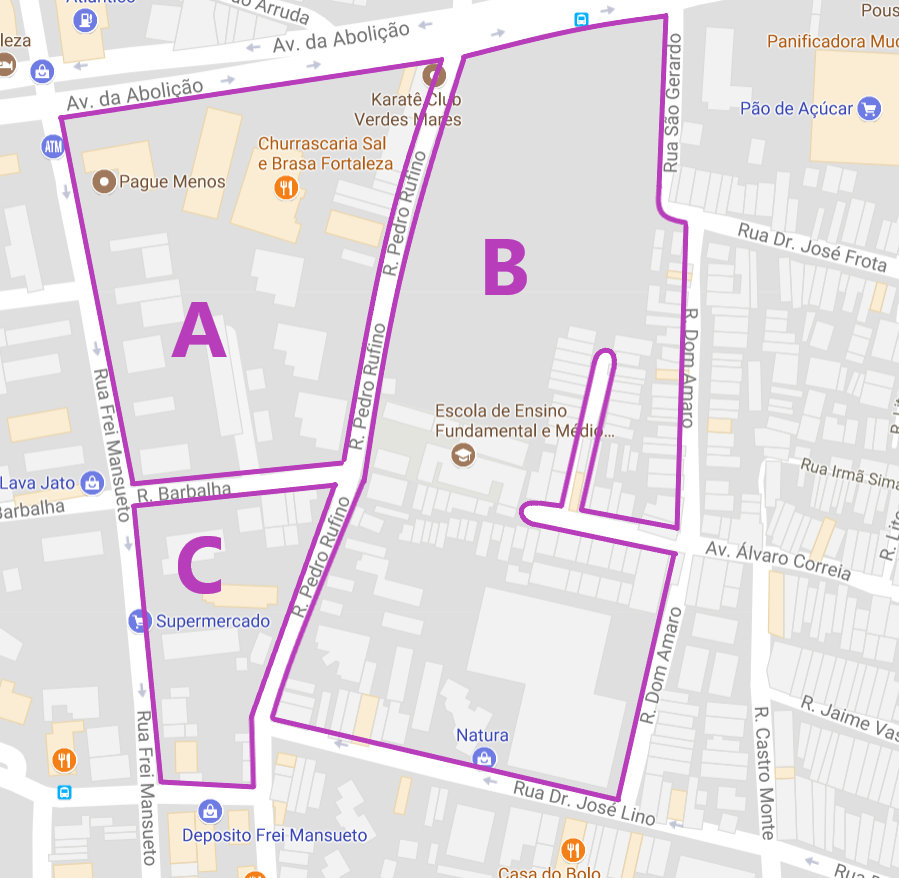 Atlântico
do Arruda
leza
Av. da Abolição
Av. da Abolição
Karatê Club
Verdes Mares
Churrascaria Sal
e Brasa Fortaleza
ATM
Pague Menos
R. Pedro Rufino
Rua São Gerardo
Pous
Panificadora Muc
Pão de Açúcar
Rua Dr. José Frota
B
A
R. Pedro Rufino
R. Dom Amaro
Rua Frei Mansueto
R. Pedro Rufino
Escola de Ensino
Fundamental e Médio...
Rua Irmã Sima
Lava Jato
R. Barbalha
Barbalha
R. Pedro Rufino
C
Av. Álvaro Correia
Supermercado
R. Dom Amaro
Rua Frei Mansueto
R. Jaime Vas
R. Castro Monte
Natura
Rua Dr. José Lino
Deposito Frei Mansueto
Casa do Bolo
Rua